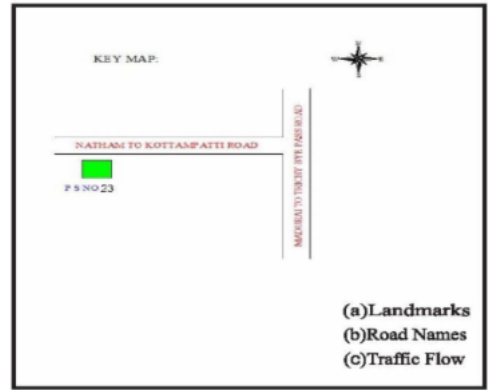 KEY MAP:
N
W E
S
NATHAM TO KOTTAMPATTI ROAD
MADURAI TO TRICHY BYE PASS ROAD
P S NO 23
(a)Landmarks
(b)Road Names
(c)Traffic Flow